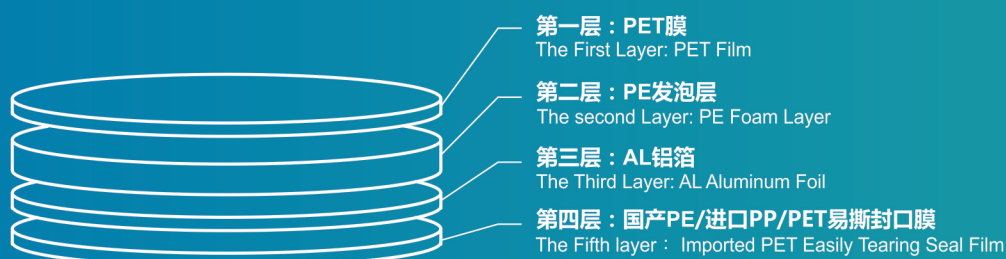 第一层：PET膜
The First Layer: PET Film
第二层：PE发泡层
The second Layer: PE Foam Layer
第三层：AL铝箔
The Third Layer: AL Aluminum Foil
第四层：国产PE/进口PP/PET易撕封口膜
The Fifth layer： Imported PET Easily Tearing Seal Film